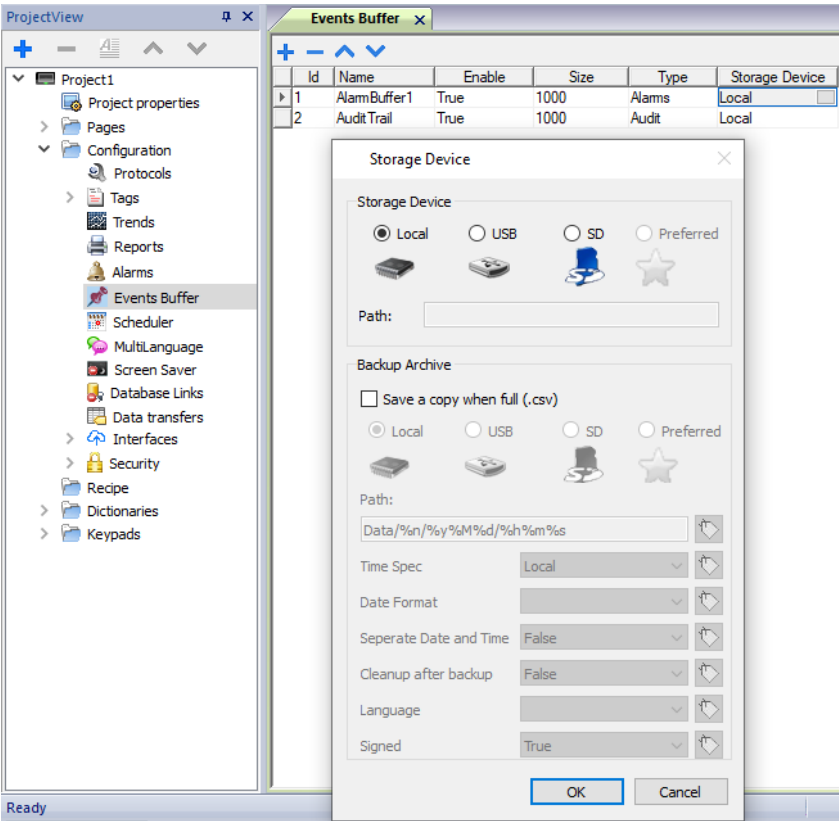 ProjectView
Project1
Project properties
Pages
Configuration
Protocols
Tags
Trends
Reports
Alarms
Events Buffer
Scheduler
MultiLanguage
Screen Saver
Database Links
Data transfers
Interfaces
Security
Recipe
Dictionaries
Keypads
Ready
Events Buffer
Id Name Enable Size Type Storage Device
1 AlarmBuffer1 True 1000 Alarms Local
2 AuditTrail True 1000 Audit Local
Storage Device
Storage Device
Local USB SD Preferred
Path:
Backup Archive
Save a copy when full (.csv)
Local USB SD Preferred
Path:
Data/%n/%y%M%d/%h%m%s
Time Spec Local
Date Format
Seperate Date and Time False
Cleanup after backup False
Language
Signed True
OK Cancel